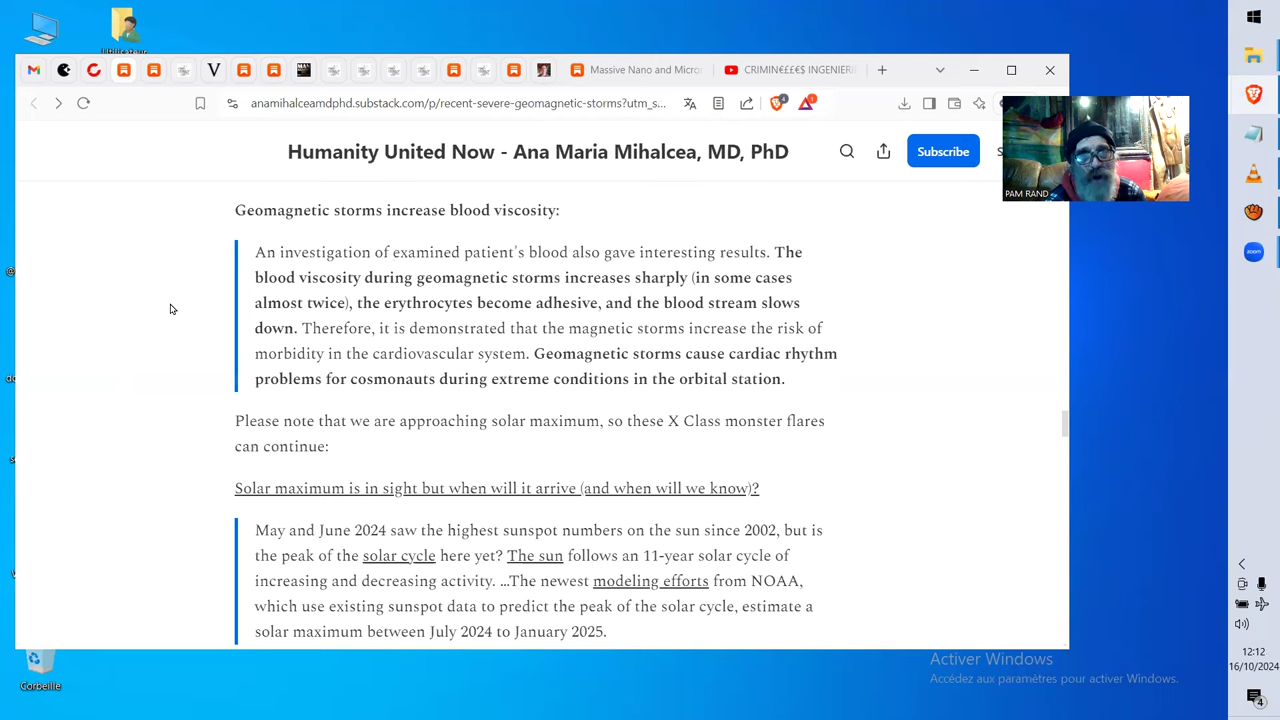 Utilisateur
Massive Nano and Micro
CRIMIN€££€$ INGENIERI
anamihalceamdphd.substack.com/p/recent-severe-geomagnetic-storms?utm_s...
4
1
Humanity United Now - Ana Maria Mihalcea, MD, PhD
Subscribe
PAM RAND
Geomagnetic storms increase blood viscosity:
An investigation of examined patient's blood also gave interesting results. The
blood viscosity during geomagnetic storms increases sharply (in some cases
almost twice), the erythrocytes become adhesive, and the blood stream slows
down. Therefore, it is demonstrated that the magnetic storms increase the risk of
morbidity in the cardiovascular system. Geomagnetic storms cause cardiac rhythm
problems for cosmonauts during extreme conditions in the orbital station.
Please note that we are approaching solar maximum, so these X Class monster flares
can continue:
Solar maximum is in sight but when will it arrive (and when will we know)?
May and June 2024 saw the highest sunspot numbers on the sun since 2002, but is
the peak of the solar cycle here yet? The sun follows an 11-year solar cycle of
increasing and decreasing activity. ...The newest modeling efforts from NOAA,
which use existing sunspot data to predict the peak of the solar cycle, estimate a
solar maximum between July 2024 to January 2025.
Corbeille
Activer Windows
Accédez aux paramètres pour activer Windows.
zoom
12:12
16/10/2024
4